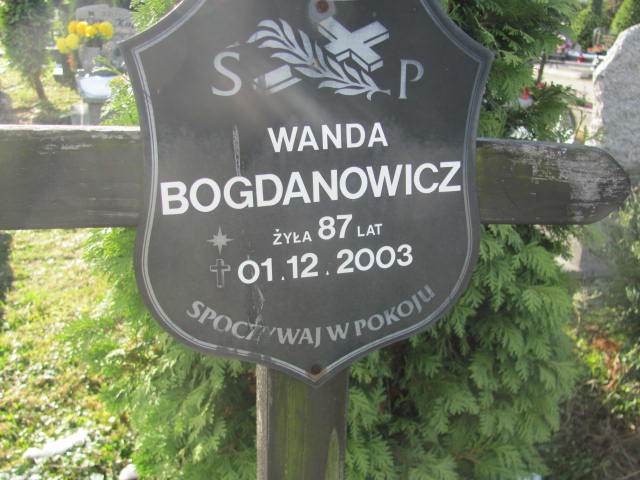 Ś P
WANDA
BOGDANOWICZ
ŻYŁA 87 LAT
01.12.2003
SPOCZYWAJ W POKOJU